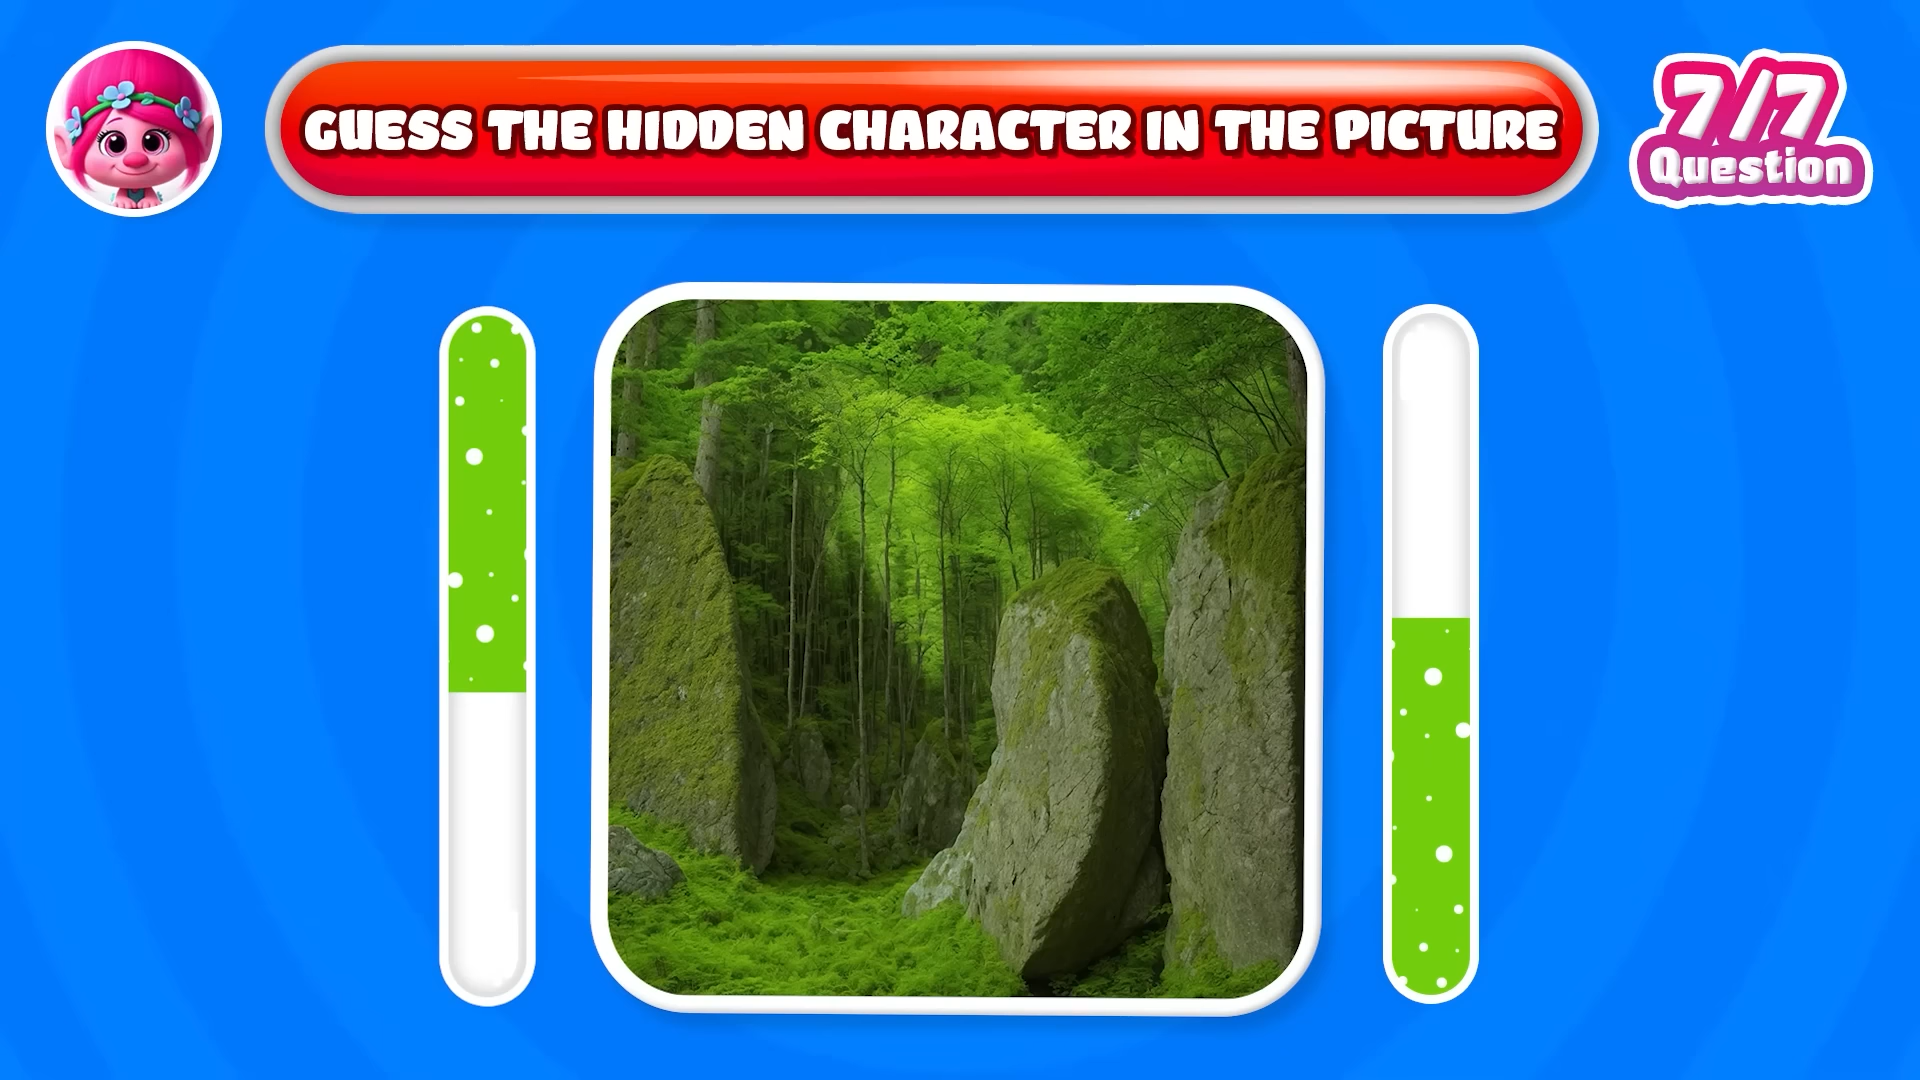 GUESS THE HIDDEN CHARACTER IN THE PICTURE
7/7
Question